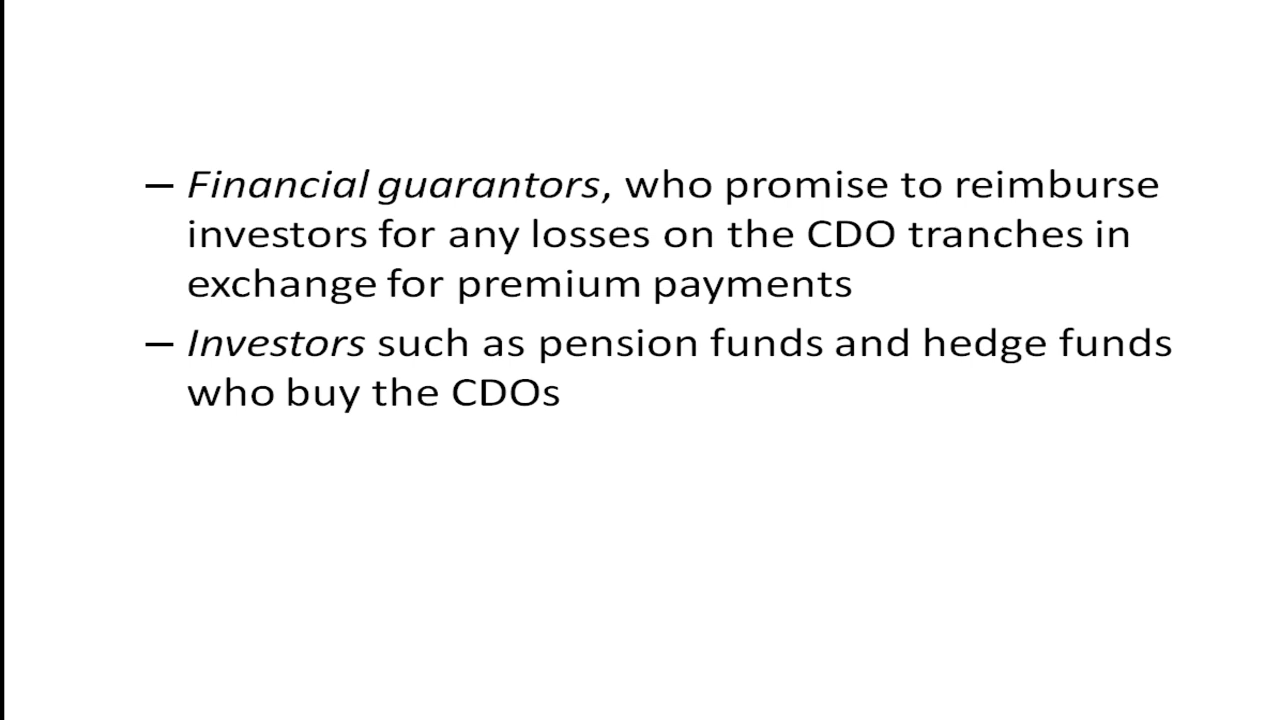 – Financial guarantors, who promise to reimburse
investors for any losses on the CDO tranches in
exchange for premium payments
– Investors such as pension funds and hedge funds
who buy the CDOs